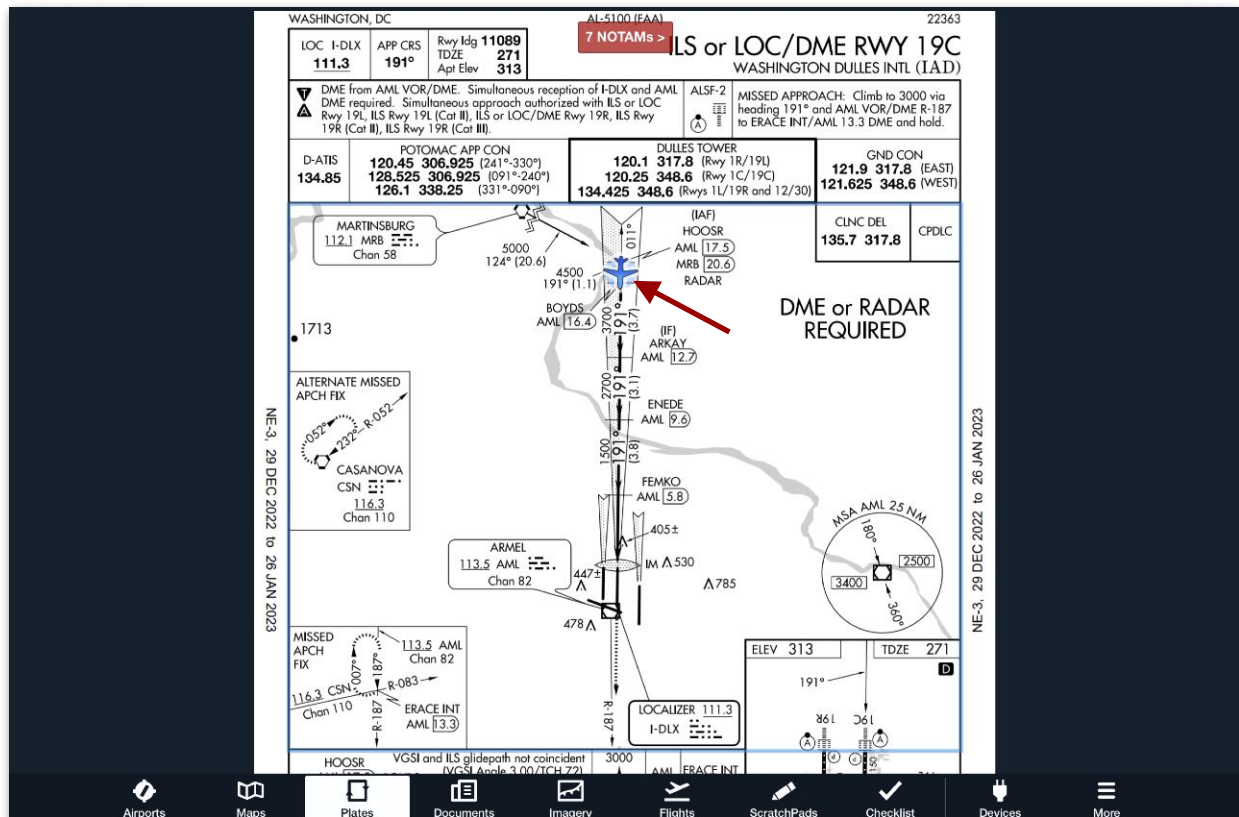 WASHINGTON, DC
AL-5100 (FAA)
22363
7 NOTAMs >
LOC I-DLX
111.3
APP CRS
191°
Rwy ldg 11089
TDZE 271
Apt Elev 313
ILS or LOC/DME RWY 19C
WASHINGTON DULLES INTL (IAD)
T
A
DME from AML VOR/DME. Simultaneous reception of I-DLX and AML
DME required. Simultaneous approach authorized with ILS or LOC
Rwy 19L, ILS Rwy 19L (Cat II), ILS or LOC/DME Rwy 19R, ILS Rwy
19R (Cat II), ILS Rwy 19R (Cat III).
ALSF-2
A
MISSED APPROACH: Climb to 3000 via
heading 191° and AML VOR/DME R-187
to ERACE INT/AML 13.3 DME and hold.
D-ATIS
134.85
POTOMAC APP CON
120.45 306.925 (241°-330°)
128.525 306.925 (091°-240°)
126.1 338.25 (331°-090°)
DULLES TOWER
120.1 317.8 (Rwy 1R/19L)
120.25 348.6 (Rwy 1C/19C)
134.425 348.6 (Rwys 1L/19R and 12/30)
GND CON
121.9 317.8 (EAST)
121.625 348.6 (WEST)
CLNC DEL
135.7 317.8
CPDLC
MARTINSBURG
112.1 MRB
Chan 58
5000
124° (20.6)
4500
191° (1.1)
011°
(IAF)
HOOSR
AML 17.5
MRB 20.6
RADAR
BOYDS
AML 16.4
3700
191°
(3.7)
DME or RADAR
REQUIRED
1713
(IF)
ARKAY
AML 12.7
2700
191°
(3.1)
ENEDE
AML 9.6
1500
191°
(3.8)
FEMKO
AML 5.8
ALTERNATE MISSED
APCH FIX
052°
232°
R-052
CASANOVA
CSN
116.3
Chan 110
405±
ARMEL
113.5 AML
Chan 82
IM
530
447±
785
478
MSA AML 25 NM
180°
2500
3400
360°
NE-3, 29 DEC 2022 to 26 JAN 2023
NE-3, 29 DEC 2022 to 26 JAN 2023
MISSED
APCH
FIX
113.5 AML
Chan 82
007°
187°
R-083
116.3 CSN
Chan 110
R-187
ERACE INT
AML 13.3
R-187
LOCALIZER 111.3
I-DLX
ELEV 313
TDZE 271
D
191°
19R
19C
A
A
P
P
150
HOOSR
VGSI and ILS glidepath not coincident
(VGSI Angle 3.00/TCH 72)
3000
AML
ERACE INT
Airports
Maps
Plates
Documents
Imagery
Flights
ScratchPads
Checklist
Devices
More